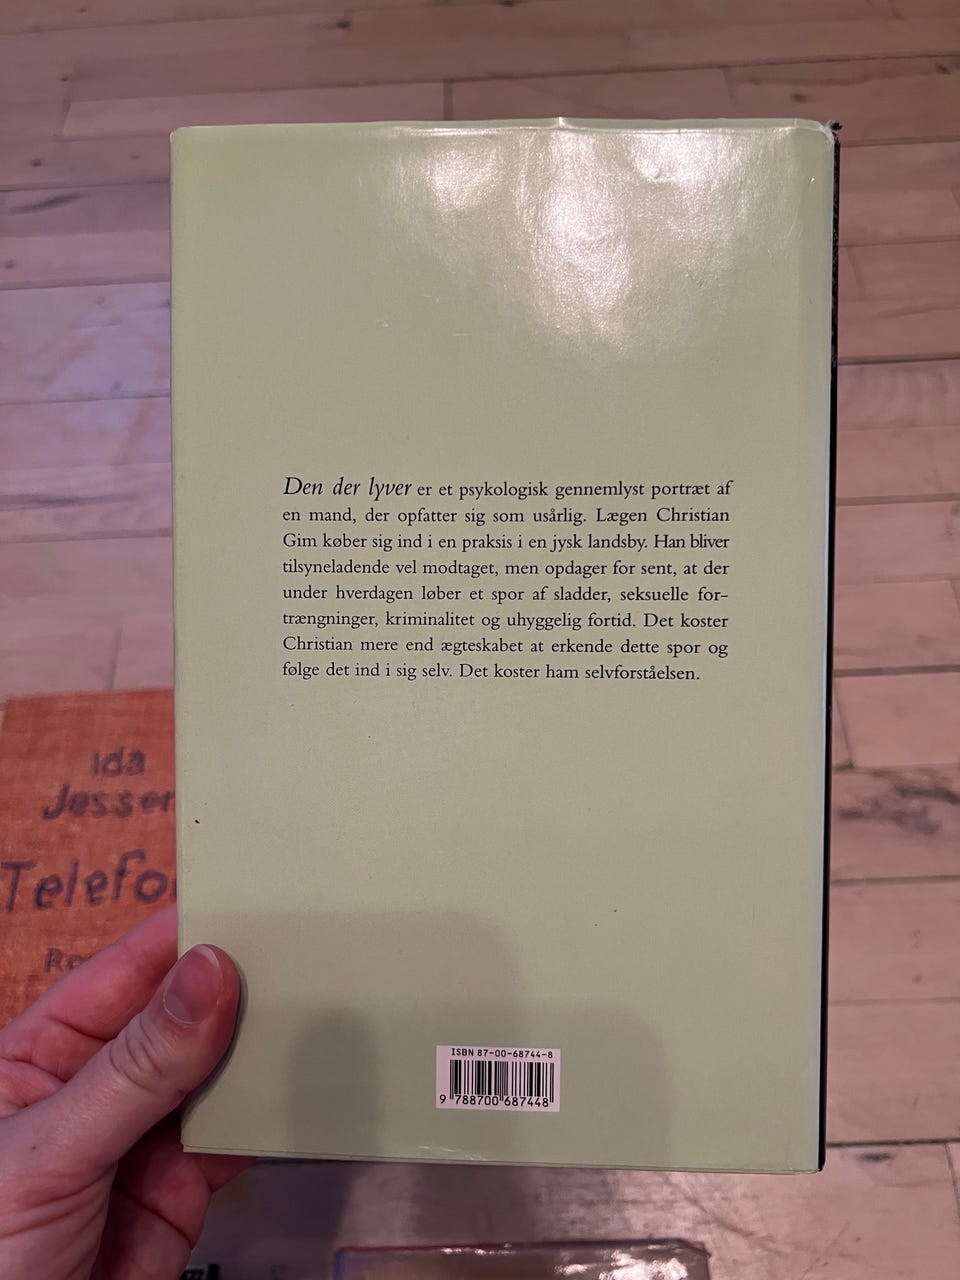 Den der lyver er et psykologisk gennemlyst portræt af
en mand, der opfatter sig som usårlig. Lægen Christian
Gim køber sig ind i en praksis i en jysk landsby. Han bliver
tilsyneladende vel modtaget, men opdager for sent, at der
under hverdagen løber et spor af sladder, seksuelle for-
trængninger, kriminalitet og uhyggelig fortid. Det koster
Christian mere end ægteskabet at erkende dette spor og
følge det ind i sig selv. Det koster ham selvforståelsen.
Ida
Jessen
ISBN 87-00-68744-8
9 788700 687448